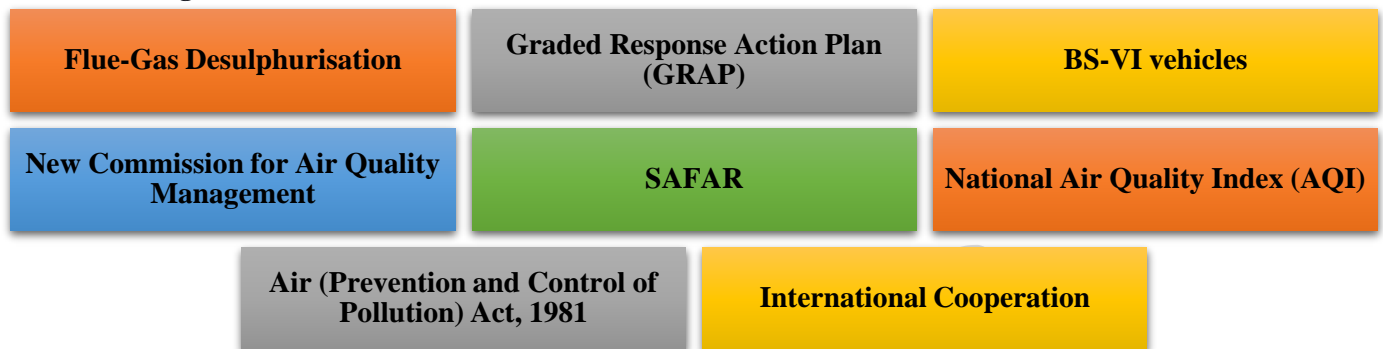 Flue-Gas Desulphurisation
Graded Response Action Plan
(GRAP)
BS-VI vehicles
New Commission for Air Quality
Management
SAFAR
National Air Quality Index (AQI)
Air (Prevention and Control of
Pollution) Act, 1981
International Cooperation